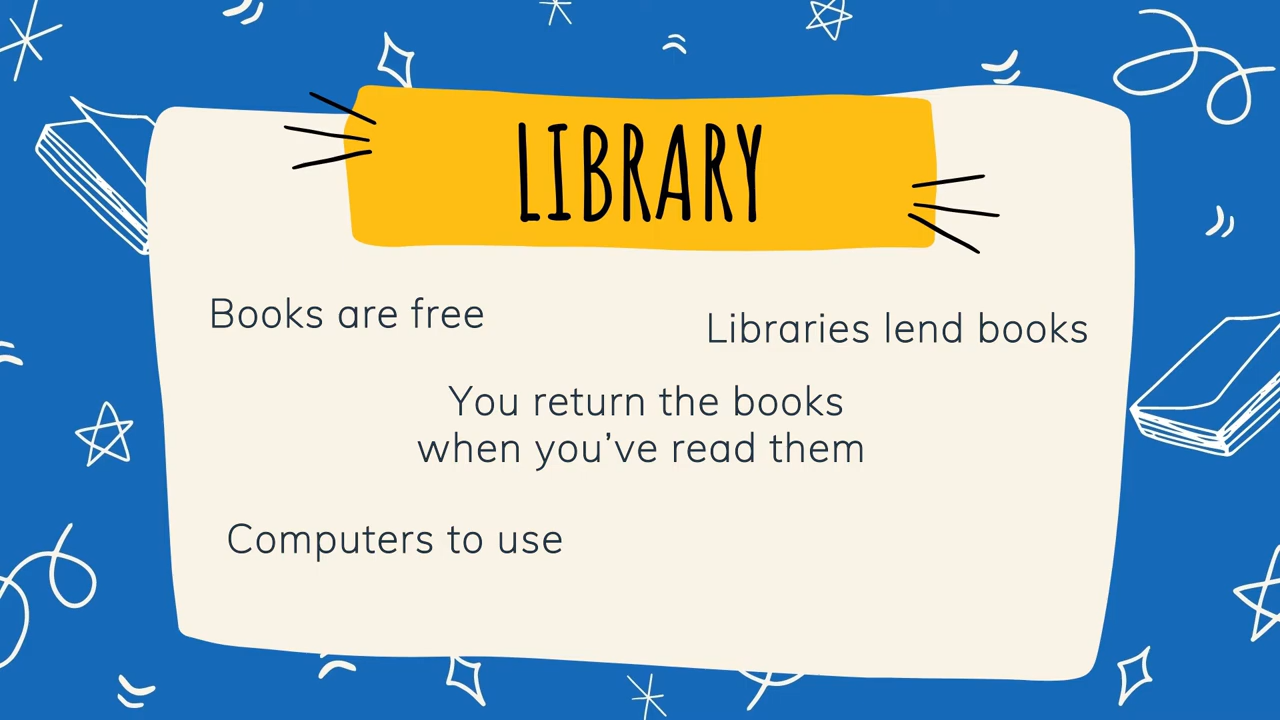 LIBRARY
Books are free
Libraries lend books
You return the books
when you’ve read them
Computers to use